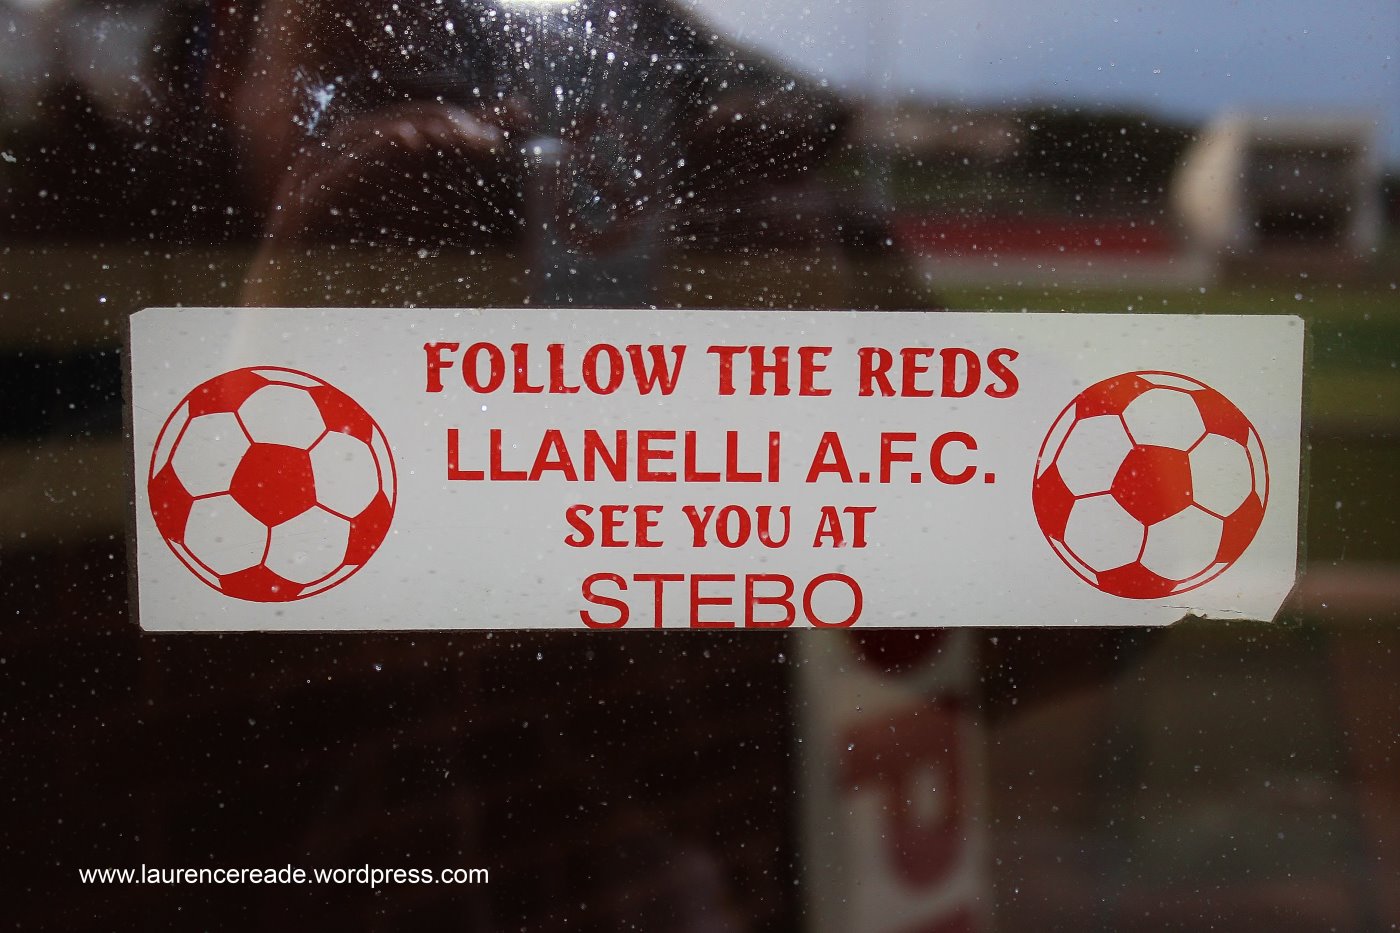 FOLLOW THE REDS
LLANELLI A.F.C.
SEE YOU AT
STEBO
www.laurencereade.wordpress.com